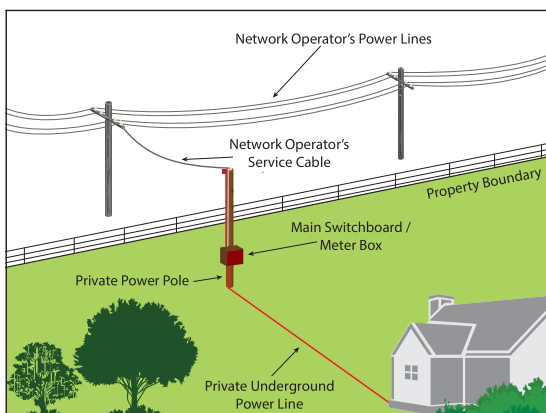 Network Operator's Power Lines
Network Operator's
Service Cable
Property Boundary
Main Switchboard /
Meter Box
Private Power Pole
Private Underground
Power Line